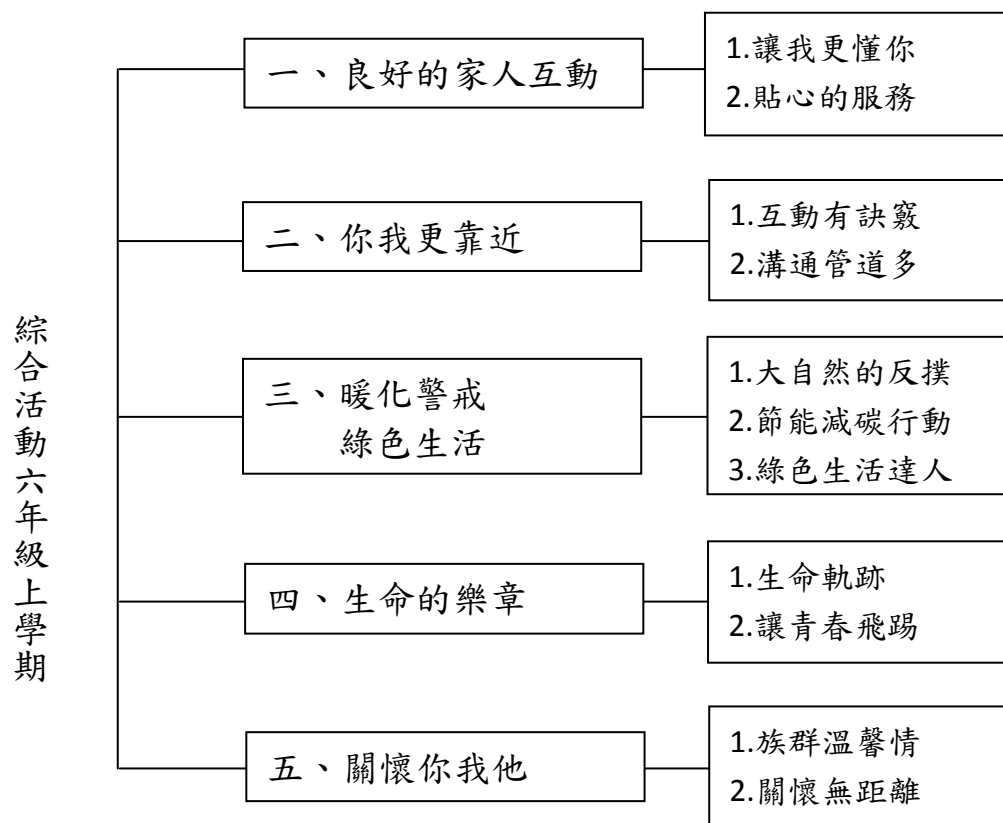 綜合活動六年級上學期
一、良好的家人互動
1.讓我更懂你
2.貼心的服務
二、你我更靠近
1.互動有訣竅
2.溝通管道多
三、暖化警戒
綠色生活
1.大自然的反撲
2.節能減碳行動
3.綠色生活達人
四、生命的樂章
1.生命軌跡
2.讓青春飛踢
五、關懷你我他
1.族群溫馨情
2.關懷無距離